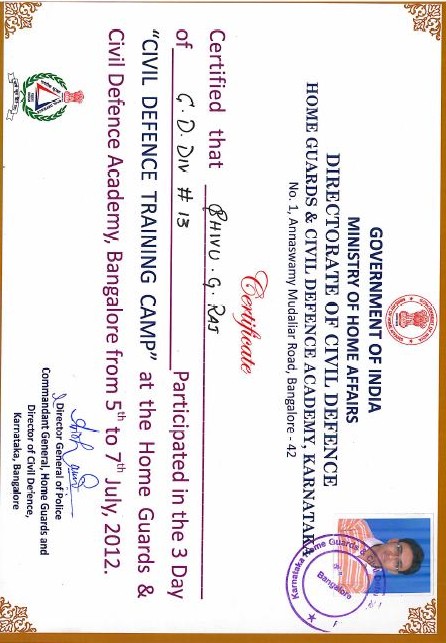 GOVERNMENT OF INDIA
MINISTRY OF HOME AFFAIRS
DIRECTORATE OF CIVIL DEFENCE
HOME GUARDS & CIVIL DEFENCE ACADEMY, KARNATAKA
No. 1, Annaswamy Mudaliar Road, Bangalore - 42
Certificate
Certified that BHIVU . G . RAJ
of G . D . DIV # 13 Participated in the 3 Day
"CIVIL DEFENCE TRAINING CAMP" at the Home Guards &
Civil Defence Academy, Bangalore from 5th to 7th July, 2012.
Director General of Police
Commandant General, Home Guards and
Director of Civil Defence,
Karnataka, Bangalore
Karnataka Home Guards &
Bangalore